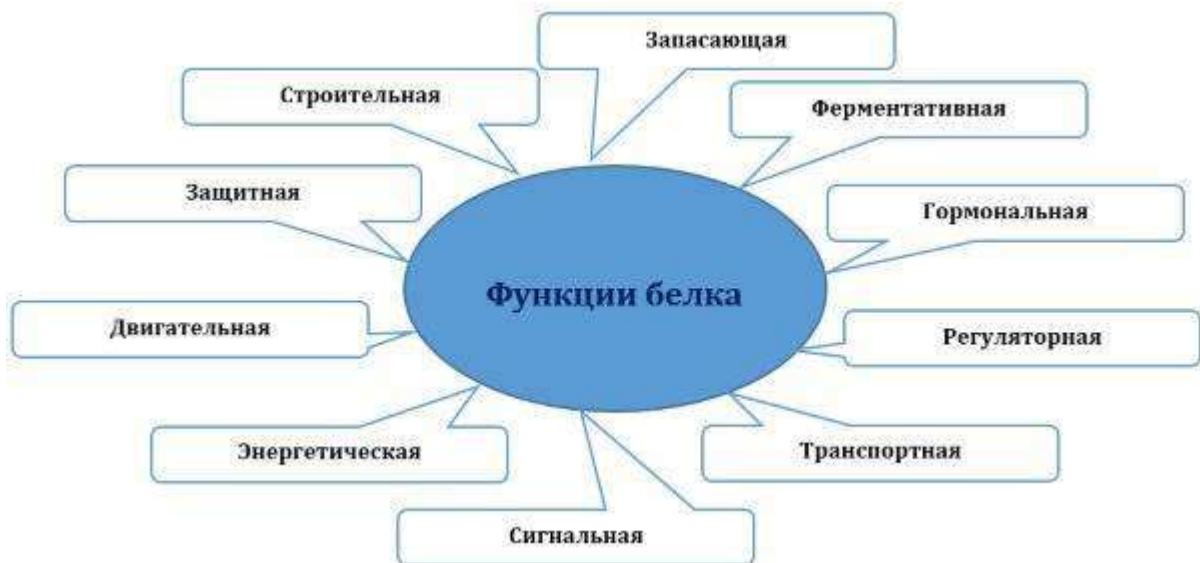 Запасающая
Строительная
Ферментативная
Защитная
Гормональная
Функции белка
Двигательная
Регуляторная
Энергетическая
Транспортная
Сигнальная